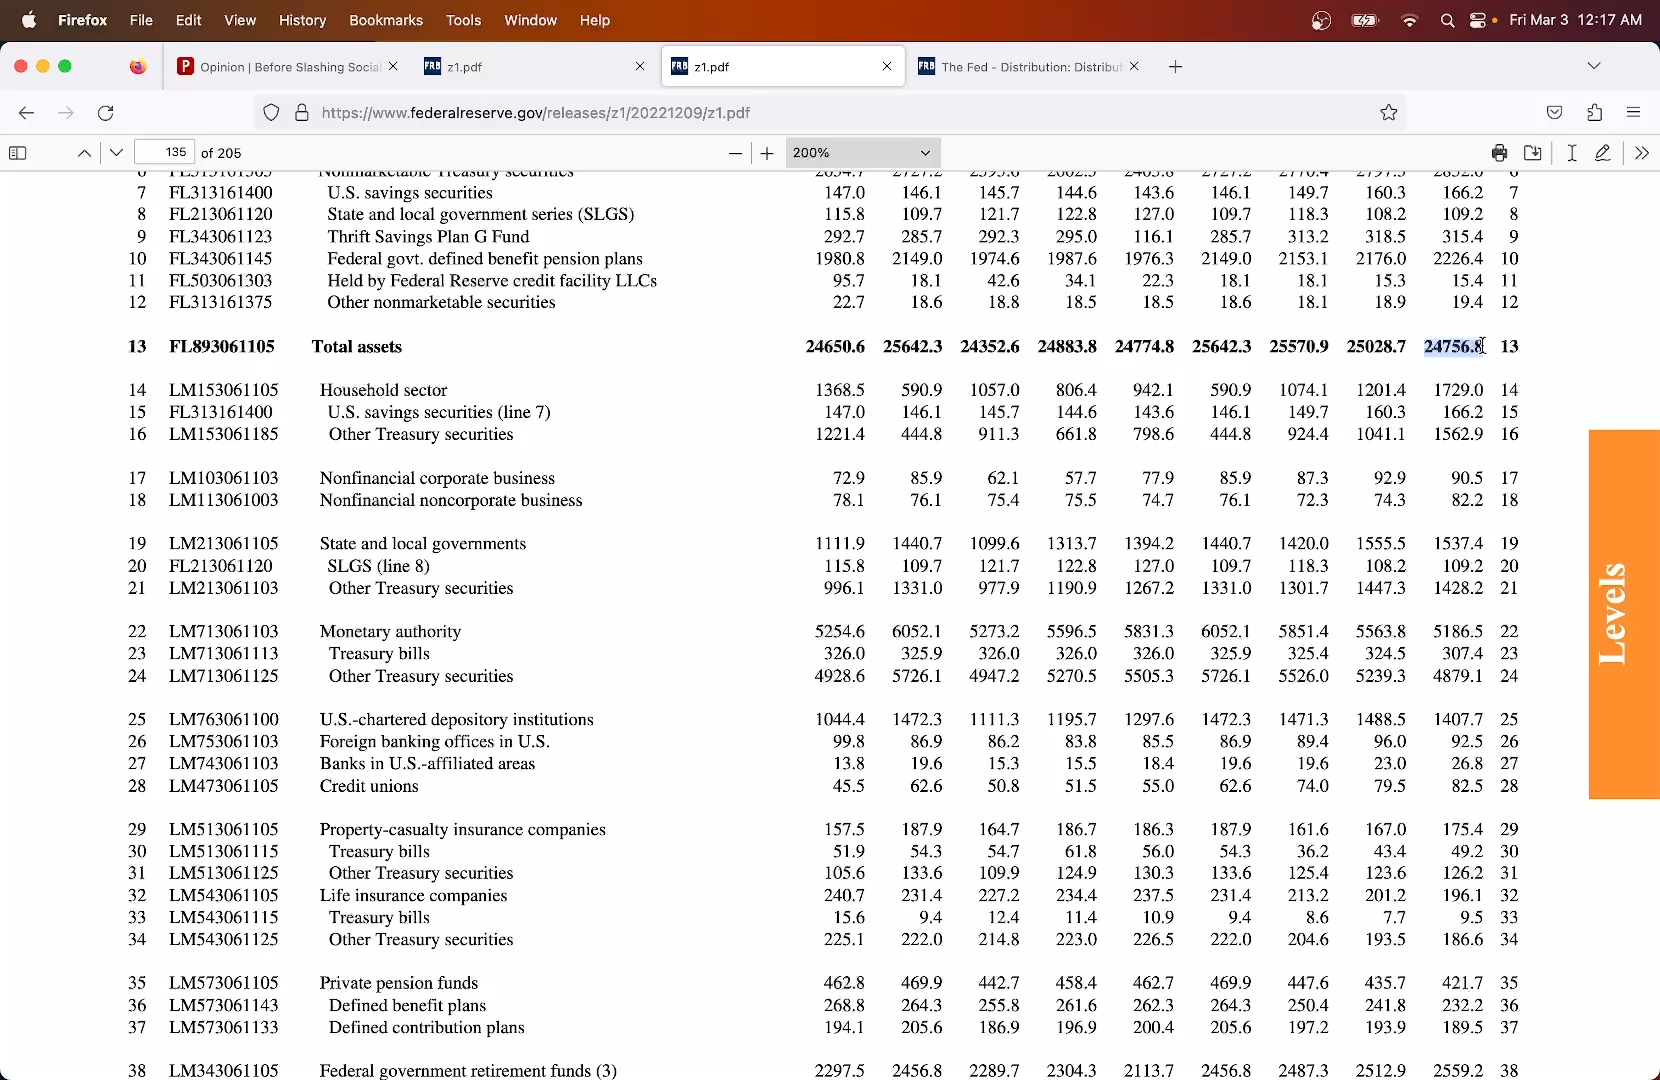 Firefox File Edit View History Bookmarks Tools Window Help Fri Mar 3 12:17 AM
Opinion | Before Slashing Social z1.pdf z1.pdf The Fed - Distribution: Distribut
https://www.federalreserve.gov/releases/z1/20221209/z1.pdf
135 of 205 200%
7 FL313161400 U.S. savings securities 147.0 146.1 145.7 144.6 143.6 146.1 149.7 160.3 166.2 7
8 FL213061120 State and local government series (SLGS) 115.8 109.7 121.7 122.8 127.0 109.7 118.3 108.2 109.2 8
9 FL343061123 Thrift Savings Plan G Fund 292.7 285.7 292.3 295.0 116.1 285.7 313.2 318.5 315.4 9
10 FL343061145 Federal govt. defined benefit pension plans 1980.8 2149.0 1974.6 1987.6 1976.3 2149.0 2153.1 2176.0 2226.4 10
11 FL503061303 Held by Federal Reserve credit facility LLCs 95.7 18.1 42.6 34.1 22.3 18.1 18.1 15.3 15.4 11
12 FL313161375 Other nonmarketable securities 22.7 18.6 18.8 18.5 18.5 18.6 18.1 18.9 19.4 12
13 FL893061105 Total assets 24650.6 25642.3 24352.6 24883.8 24774.8 25642.3 25570.9 25028.7 24756.8 13
14 LM153061105 Household sector 1368.5 590.9 1057.0 806.4 942.1 590.9 1074.1 1201.4 1729.0 14
15 FL313161400 U.S. savings securities (line 7) 147.0 146.1 145.7 144.6 143.6 146.1 149.7 160.3 166.2 15
16 LM153061185 Other Treasury securities 1221.4 444.8 911.3 661.8 798.6 444.8 924.4 1041.1 1562.9 16
17 LM103061103 Nonfinancial corporate business 72.9 85.9 62.1 57.7 77.9 85.9 87.3 92.9 90.5 17
18 LM113061003 Nonfinancial noncorporate business 78.1 76.1 75.4 75.5 74.7 76.1 72.3 74.3 82.2 18
19 LM213061105 State and local governments 1111.9 1440.7 1099.6 1313.7 1394.2 1440.7 1420.0 1555.5 1537.4 19
20 FL213061120 SLGS (line 8) 115.8 109.7 121.7 122.8 127.0 109.7 118.3 108.2 109.2 20
21 LM213061103 Other Treasury securities 996.1 1331.0 977.9 1190.9 1267.2 1331.0 1301.7 1447.3 1428.2 21
22 LM713061103 Monetary authority 5254.6 6052.1 5273.2 5596.5 5831.3 6052.1 5851.4 5563.8 5186.5 22
23 LM713061113 Treasury bills 326.0 325.9 326.0 326.0 326.0 325.9 325.4 324.5 307.4 23
24 LM713061125 Other Treasury securities 4928.6 5726.1 4947.2 5270.5 5505.3 5726.1 5526.0 5239.3 4879.1 24
25 LM763061100 U.S.-chartered depository institutions 1044.4 1472.3 1111.3 1195.7 1297.6 1472.3 1471.3 1488.5 1407.7 25
26 LM753061103 Foreign banking offices in U.S. 99.8 86.9 86.2 83.8 85.5 86.9 89.4 96.0 92.5 26
27 LM743061103 Banks in U.S.-affiliated areas 13.8 19.6 15.3 15.5 18.4 19.6 19.6 23.0 26.8 27
28 LM473061105 Credit unions 45.5 62.6 50.8 51.5 55.0 62.6 74.0 79.5 82.5 28
29 LM513061105 Property-casualty insurance companies 157.5 187.9 164.7 186.7 186.3 187.9 161.6 167.0 175.4 29
30 LM513061115 Treasury bills 51.9 54.3 54.7 61.8 56.0 54.3 36.2 43.4 49.2 30
31 LM513061125 Other Treasury securities 105.6 133.6 109.9 124.9 130.3 133.6 125.4 123.6 126.2 31
32 LM543061105 Life insurance companies 240.7 231.4 227.2 234.4 237.5 231.4 213.2 201.2 196.1 32
33 LM543061115 Treasury bills 15.6 9.4 12.4 11.4 10.9 9.4 8.6 7.7 9.5 33
34 LM543061125 Other Treasury securities 225.1 222.0 214.8 223.0 226.5 222.0 204.6 193.5 186.6 34
35 LM573061105 Private pension funds 462.8 469.9 442.7 458.4 462.7 469.9 447.6 435.7 421.7 35
36 LM573061143 Defined benefit plans 268.8 264.3 255.8 261.6 262.3 264.3 250.4 241.8 232.2 36
37 LM573061133 Defined contribution plans 194.1 205.6 186.9 196.9 200.4 205.6 197.2 193.9 189.5 37
38 LM343061105 Federal government retirement funds (3) 2297.5 2456.8 2289.7 2304.3 2113.7 2456.8 2487.3 2512.9 2559.2 38
Levels